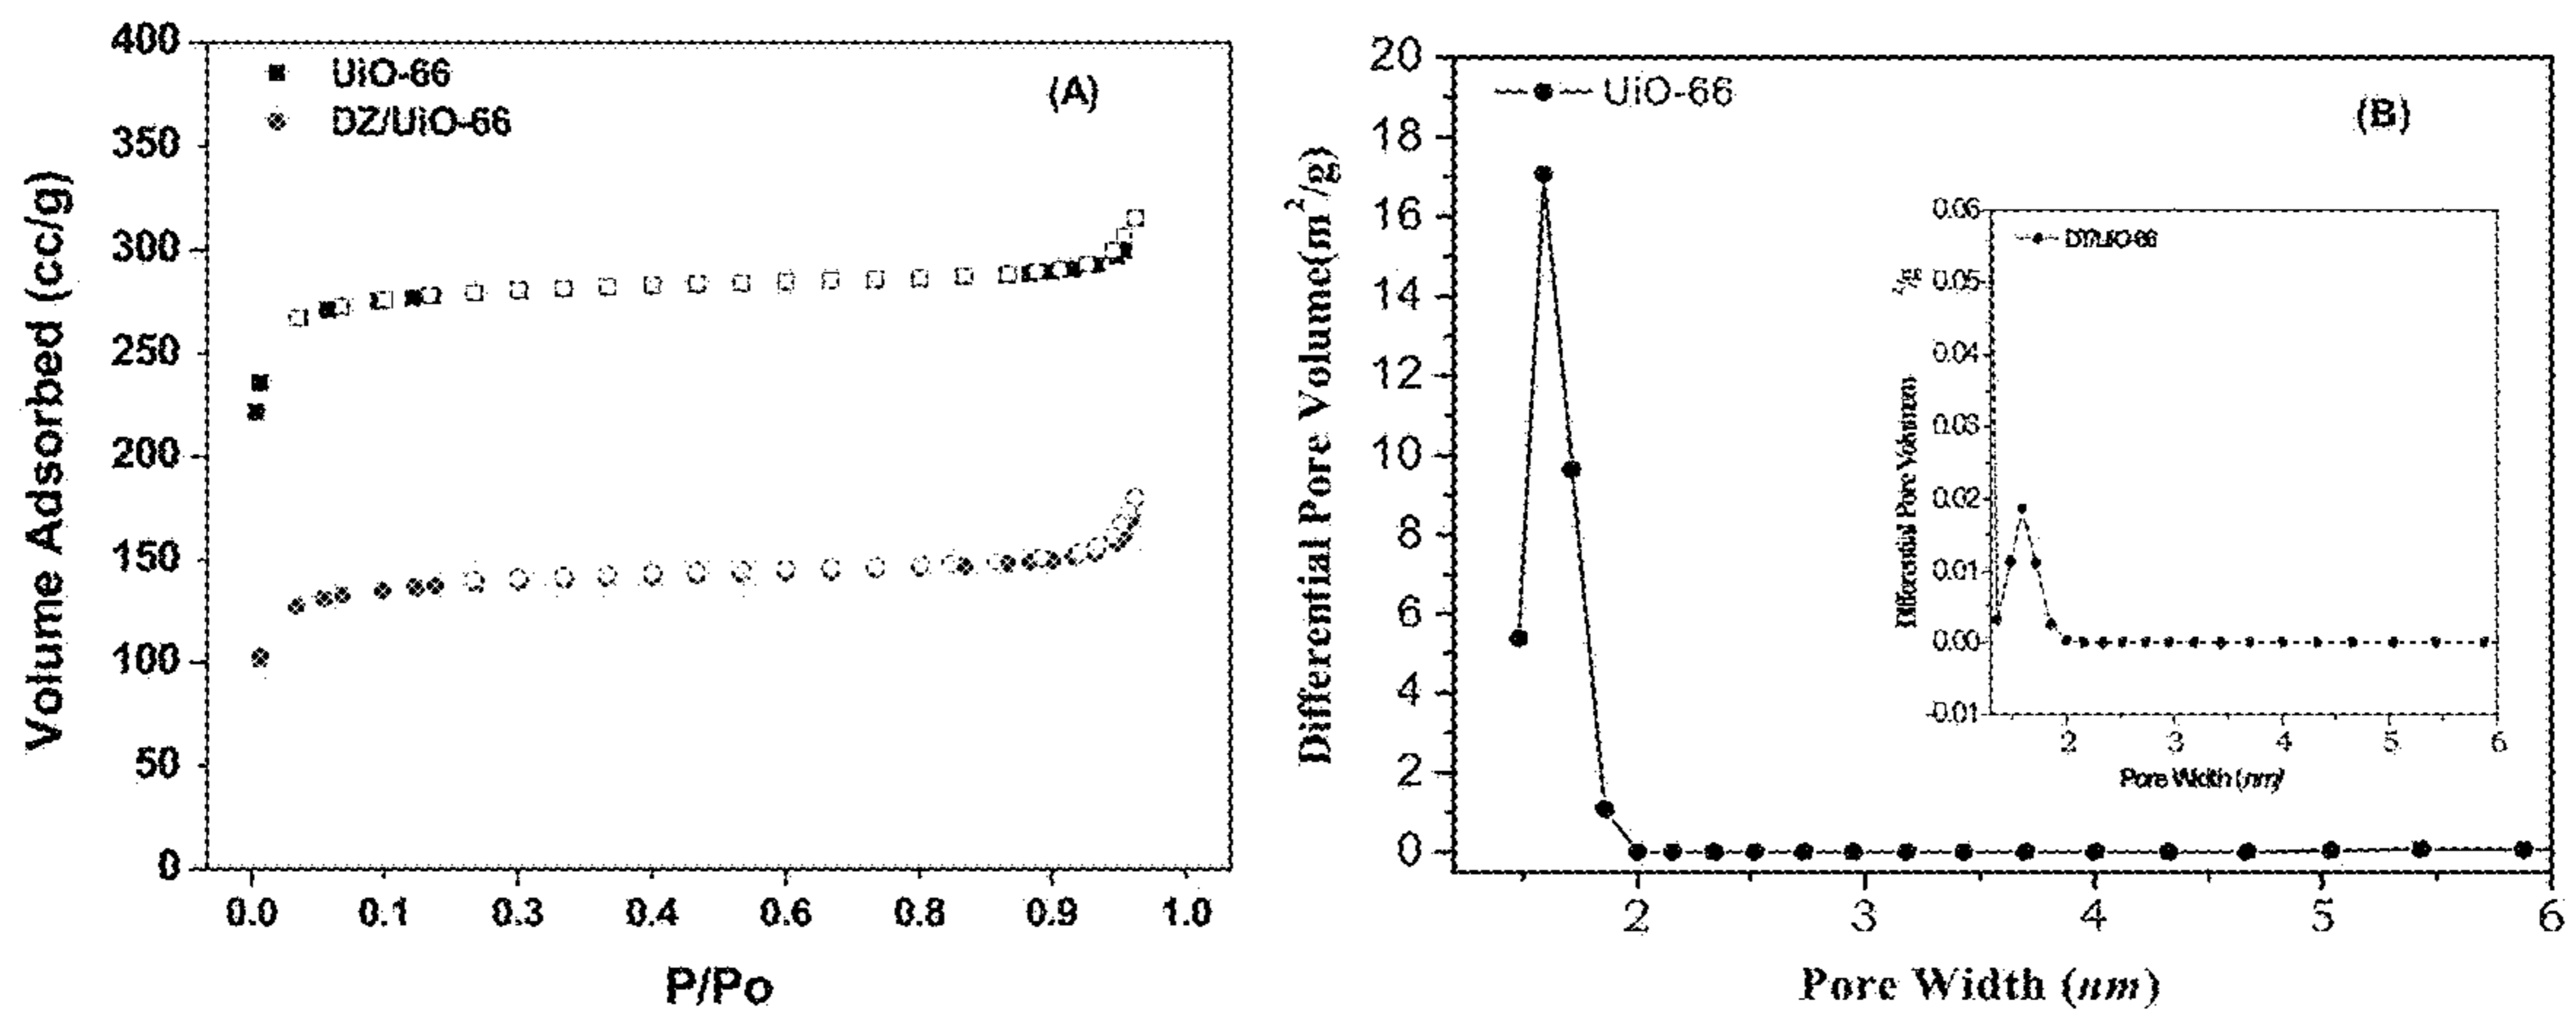 400
350
300
250
200
150
100
50
0
Volume Adsorbed (cc/g)
UiO-66
DZ/UiO-66
(A)
0.0 0.1 0.3 0.4 0.6 0.8 0.9 1.0
P/Po
20
18
16
14
12
10
8
6
4
2
0
Differential Pore Volume(m²/g)
UiO-66
(B)
2 3 4 5 6
Pore Width (nm)
0.06
0.05
0.04
0.03
0.02
0.01
0.00
-0.01
Differential Pore Volumen
²/g
2 3 4 5 6
Pore Width (nm)